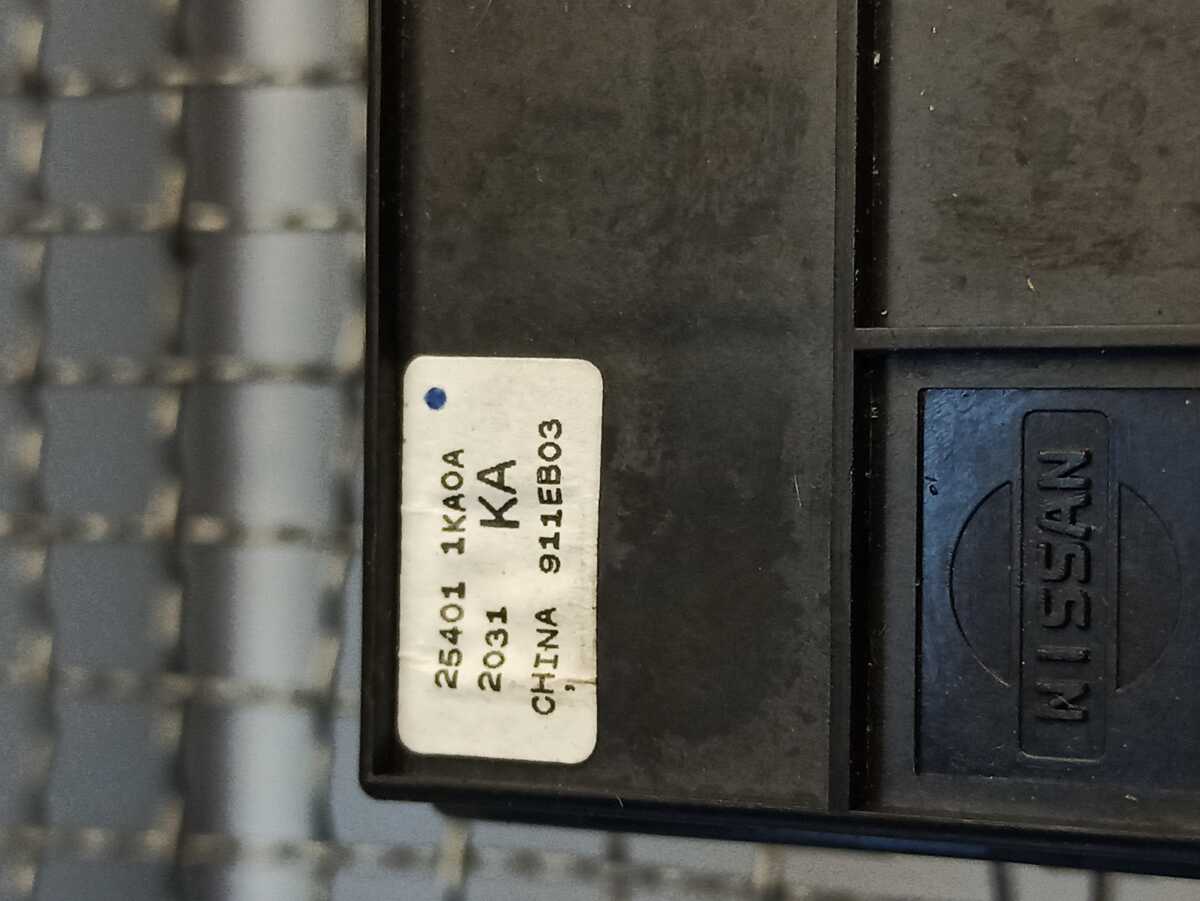 25401 1KA0A
2031 KA
CHINA 911EB03
NISSAN